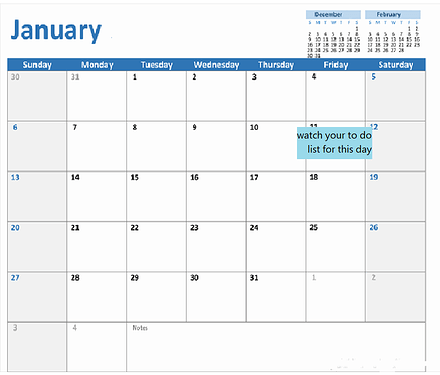 January
December February
Sunday Monday Tuesday Wednesday Thursday Friday Saturday
30 31 1 2 3 4 5
6 7 8 9 10 11 12
watch your to do
list for this day
13 14 15 16 17 18 19
20 21 22 23 24 25 26
27 28 29 30 31 1 2
3 4 Notes